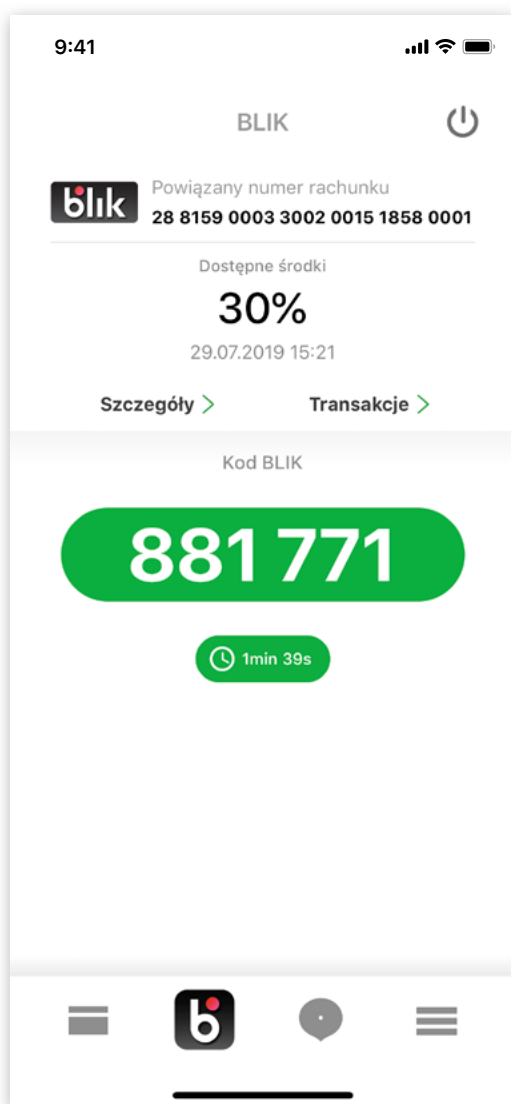 9:41
BLIK
blik
Powiązany numer rachunku
28 8159 0003 3002 0015 1858 0001
Dostępne środki
30%
29.07.2019 15:21
Szczegóły
Transakcje
Kod BLIK
881 771
1min 39s
b